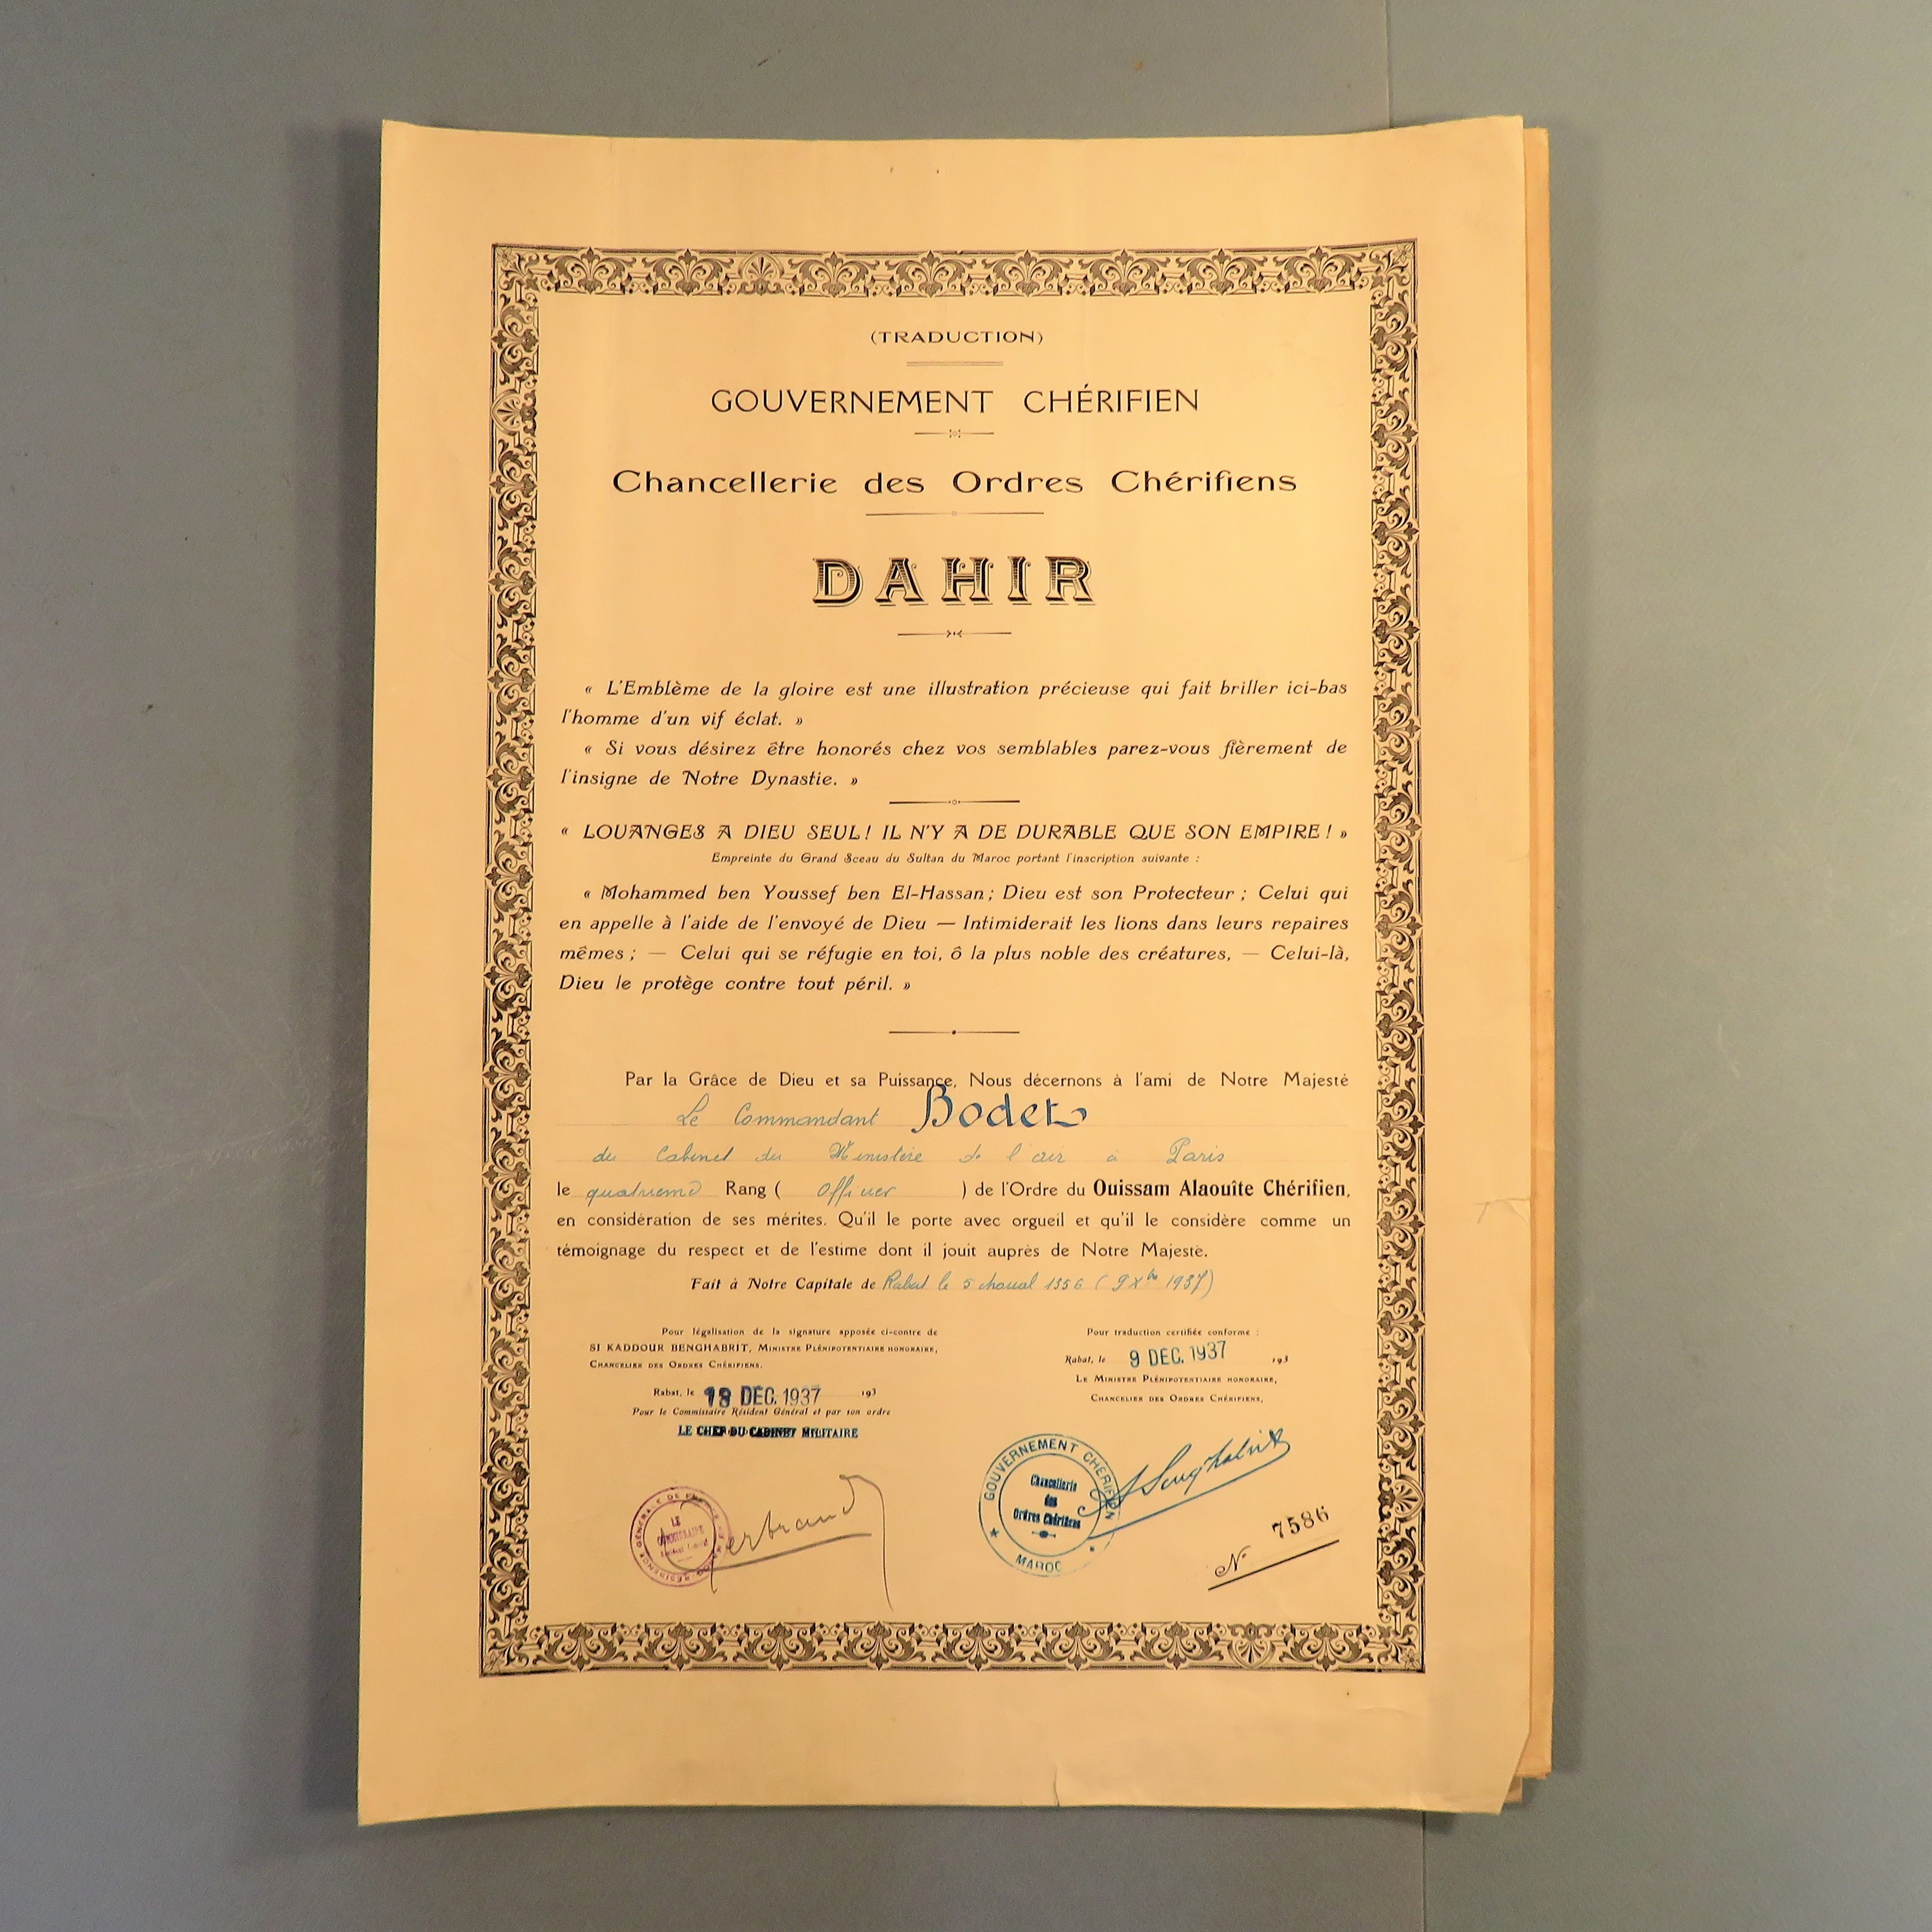 (TRADUCTION)
GOUVERNEMENT CHÉRIFIEN
Chancellerie des Ordres Chérifiens
DAHIR
« L'Emblème de la gloire est une illustration précieuse qui fait briller ici-bas
l'homme d'un vif éclat. »
« Si vous désirez être honorés chez vos semblables parez-vous fièrement de
l'insigne de Notre Dynastie. »
« LOUANGES A DIEU SEUL! IL N'Y A DE DURABLE QUE SON EMPIRE! »
Empreinte du Grand Sceau du Sultan du Maroc portant l'inscription suivante :
« Mohammed ben Youssef ben El-Hassan; Dieu est son Protecteur; Celui qui
en appelle à l'aide de l'envoyé de Dieu — Intimiderait les lions dans leurs repaires
mêmes; — Celui qui se réfugie en toi, ô la plus noble des créatures, — Celui-là,
Dieu le protège contre tout péril. »
Par la Grâce de Dieu et sa Puissance, Nous décernons à l'ami de Notre Majesté
Le Commandant Bodet
du Cabinet du Ministère de l'air à Paris
le quatrieme Rang ( Officier ) de l'Ordre du Ouissam Alaouîte Chérifien,
en considération de ses mérites. Qu'il le porte avec orgueil et qu'il le considère comme un
témoignage du respect et de l'estime dont il jouit auprès de Notre Majesté.
Fait à Notre Capitale de Rabat le 5 choual 1356 (9 Xbre 1937)
Pour légalisation de la signature apposée ci-contre de
SI KADDOUR BENGHABRIT, MINISTRE PLÉNIPOTENTIAIRE HONORAIRE,
CHANCELIER DES ORDRES CHÉRIFIENS.
Rabat, le 18 DEC. 1937 193
Pour le Commissaire Résident Général et par son ordre
LE CHEF DU CABINET MILITAIRE
Pour traduction certifiée conforme :
Rabat, le 9 DEC. 1937 193
LE MINISTRE PLÉNIPOTENTIAIRE HONORAIRE,
CHANCELIER DES ORDRES CHÉRIFIENS,
GOUVERNEMENT CHÉRIFIEN
Chancellerie
des
Ordres Chérifiens
MAROC
Benghabrit
LE
COMMISSAIRE
N° 7586